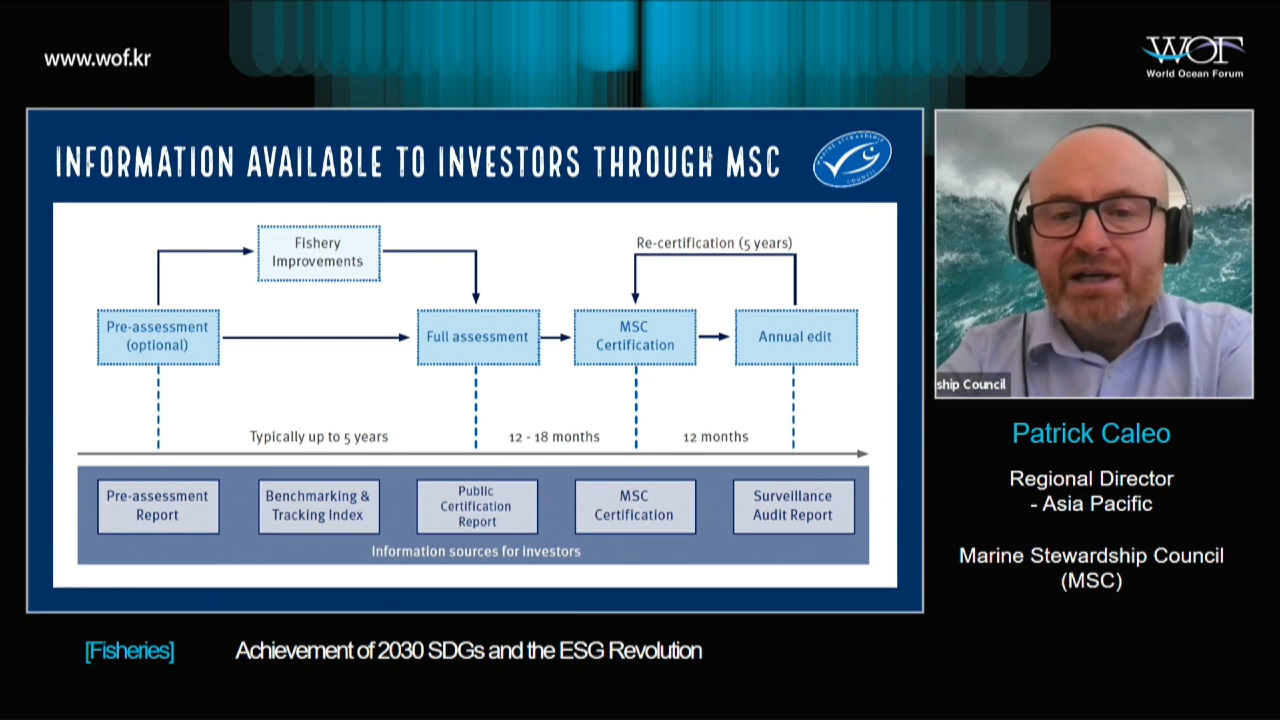 www.wof.kr
WOF
World Ocean Forum
INFORMATION AVAILABLE TO INVESTORS THROUGH MSC
MARINE STEWARDSHIP
COUNCIL
Fishery
Improvements
Re-certification (5 years)
Pre-assessment
(optional)
Full assessment
MSC
Certification
Annual edit
Typically up to 5 years
12 - 18 months
12 months
Pre-assessment
Report
Benchmarking &
Tracking Index
Public
Certification
Report
MSC
Certification
Surveillance
Audit Report
Information sources for investors
ship Council
Patrick Caleo
Regional Director
- Asia Pacific
Marine Stewardship Council
(MSC)
[Fisheries]
Achievement of 2030 SDGs and the ESG Revolution